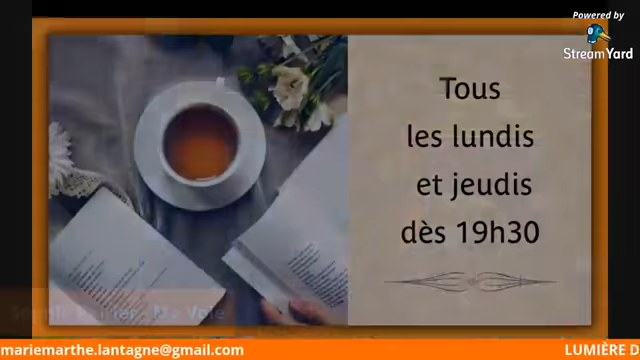 Powered by
StreamYard
Tous
les lundis
et jeudis
dès 19h30
mariemarthe.lantagne@gmail.com
LUMIÈRE D